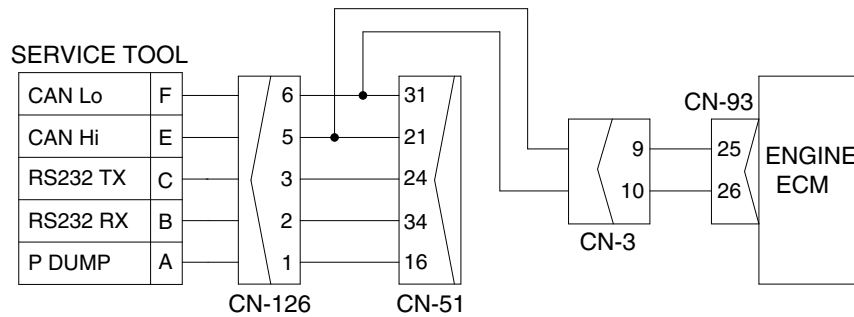 SERVICE TOOL
CAN Lo F 6 31
CAN Hi E 5 21
RS232 TX C 3 24
RS232 RX B 2 34
P DUMP A 1 16
CN-126 CN-51
9
10
CN-3
CN-93
25
26
ENGINE
ECM